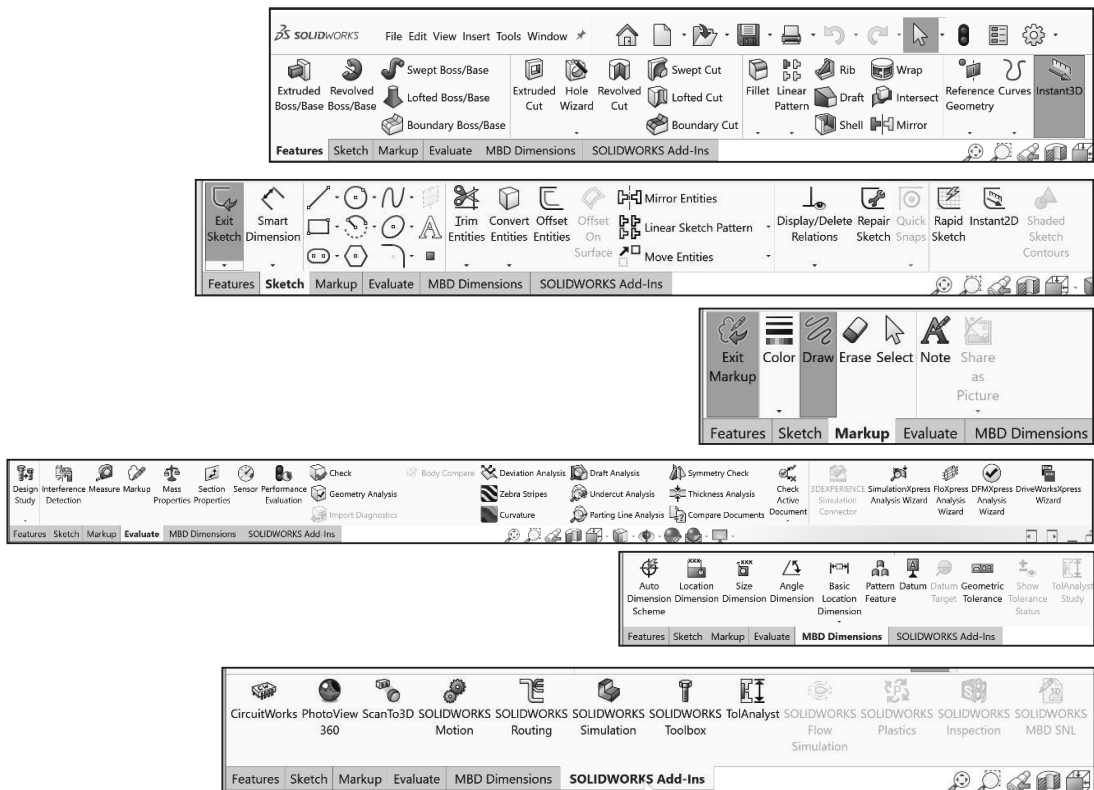 SOLIDWORKS File Edit View Insert Tools Window
Swept Boss/Base Swept Cut Rib Wrap
Extruded Revolved Lofted Boss/Base Extruded Hole Revolved Lofted Cut Fillet Linear Draft Intersect Reference Curves Instant3D
Boss/Base Boss/Base Cut Wizard Cut Pattern Geometry
Boundary Boss/Base Boundary Cut Shell Mirror
Features Sketch Markup Evaluate MBD Dimensions SOLIDWORKS Add-Ins
Mirror Entities
Exit Smart Trim Convert Offset Offset Linear Sketch Pattern Display/Delete Repair Quick Rapid Instant2D Shaded
Sketch Dimension Entities Entities Entities On Relations Sketch Snaps Sketch Sketch
Surface Move Entities Contours
Features Sketch Markup Evaluate MBD Dimensions SOLIDWORKS Add-Ins
Exit Color Draw Erase Select Note Share
Markup as
Picture
Features Sketch Markup Evaluate MBD Dimensions
Check Body Compare Deviation Analysis Draft Analysis Symmetry Check
Design Interference Measure Markup Mass Section Sensor Performance Geometry Analysis Zebra Stripes Undercut Analysis Thickness Analysis Check 3DEXPERIENCE SimulationXpress FloXpress DFMXpress DriveWorksXpress
Study Detection Properties Properties Evaluation Active Simulation Analysis Wizard Analysis Analysis Wizard
Import Diagnostics Curvature Parting Line Analysis Compare Documents Document Connector Wizard Wizard
Features Sketch Markup Evaluate MBD Dimensions SOLIDWORKS Add-Ins
Auto Location Size Angle Basic Pattern Datum Datum Geometric Show TolAnalyst
Dimension Dimension Dimension Dimension Location Feature Target Tolerance Tolerance Study
Scheme Dimension Status
Features Sketch Markup Evaluate MBD Dimensions SOLIDWORKS Add-Ins
CircuitWorks PhotoView ScanTo3D SOLIDWORKS SOLIDWORKS SOLIDWORKS SOLIDWORKS TolAnalyst SOLIDWORKS SOLIDWORKS SOLIDWORKS SOLIDWORKS
360 Motion Routing Simulation Toolbox Flow Plastics Inspection MBD SNL
Simulation
Features Sketch Markup Evaluate MBD Dimensions SOLIDWORKS Add-Ins